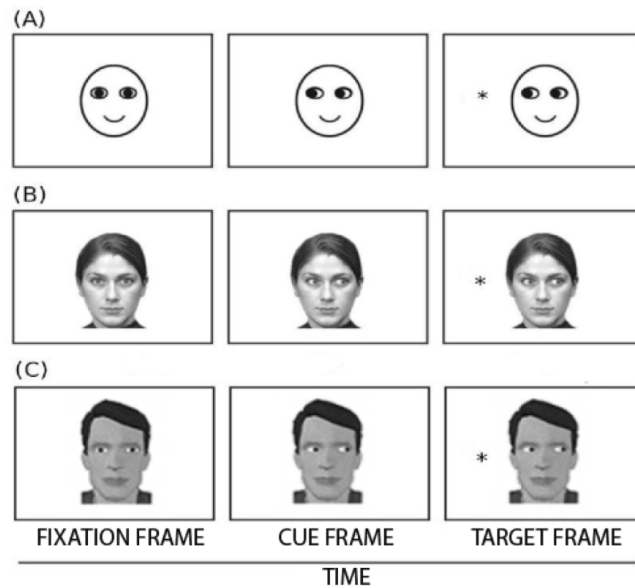 (A)
*
(B)
*
(C)
*
FIXATION FRAME CUE FRAME TARGET FRAME
TIME